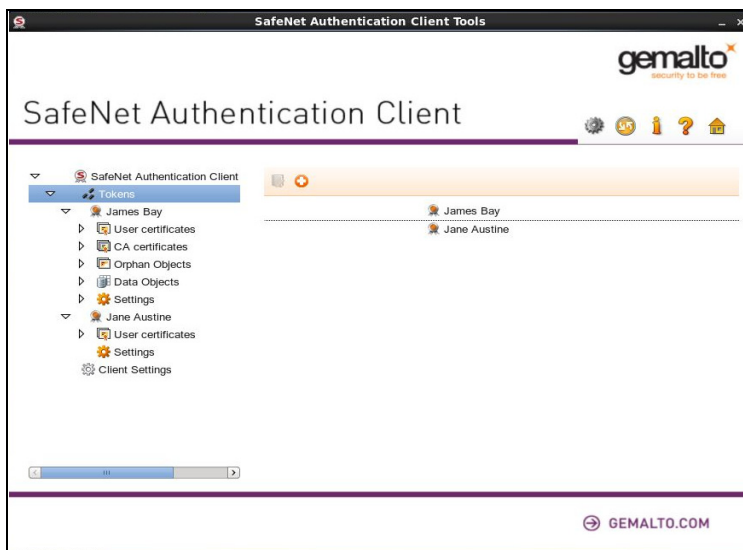 SafeNet Authentication Client Tools
gemalto
security to be free
SafeNet Authentication Client
SafeNet Authentication Client
Tokens
James Bay
User certificates
CA certificates
Orphan Objects
Data Objects
Settings
Jane Austine
User certificates
Settings
Client Settings
James Bay
Jane Austine
GEMALTO.COM